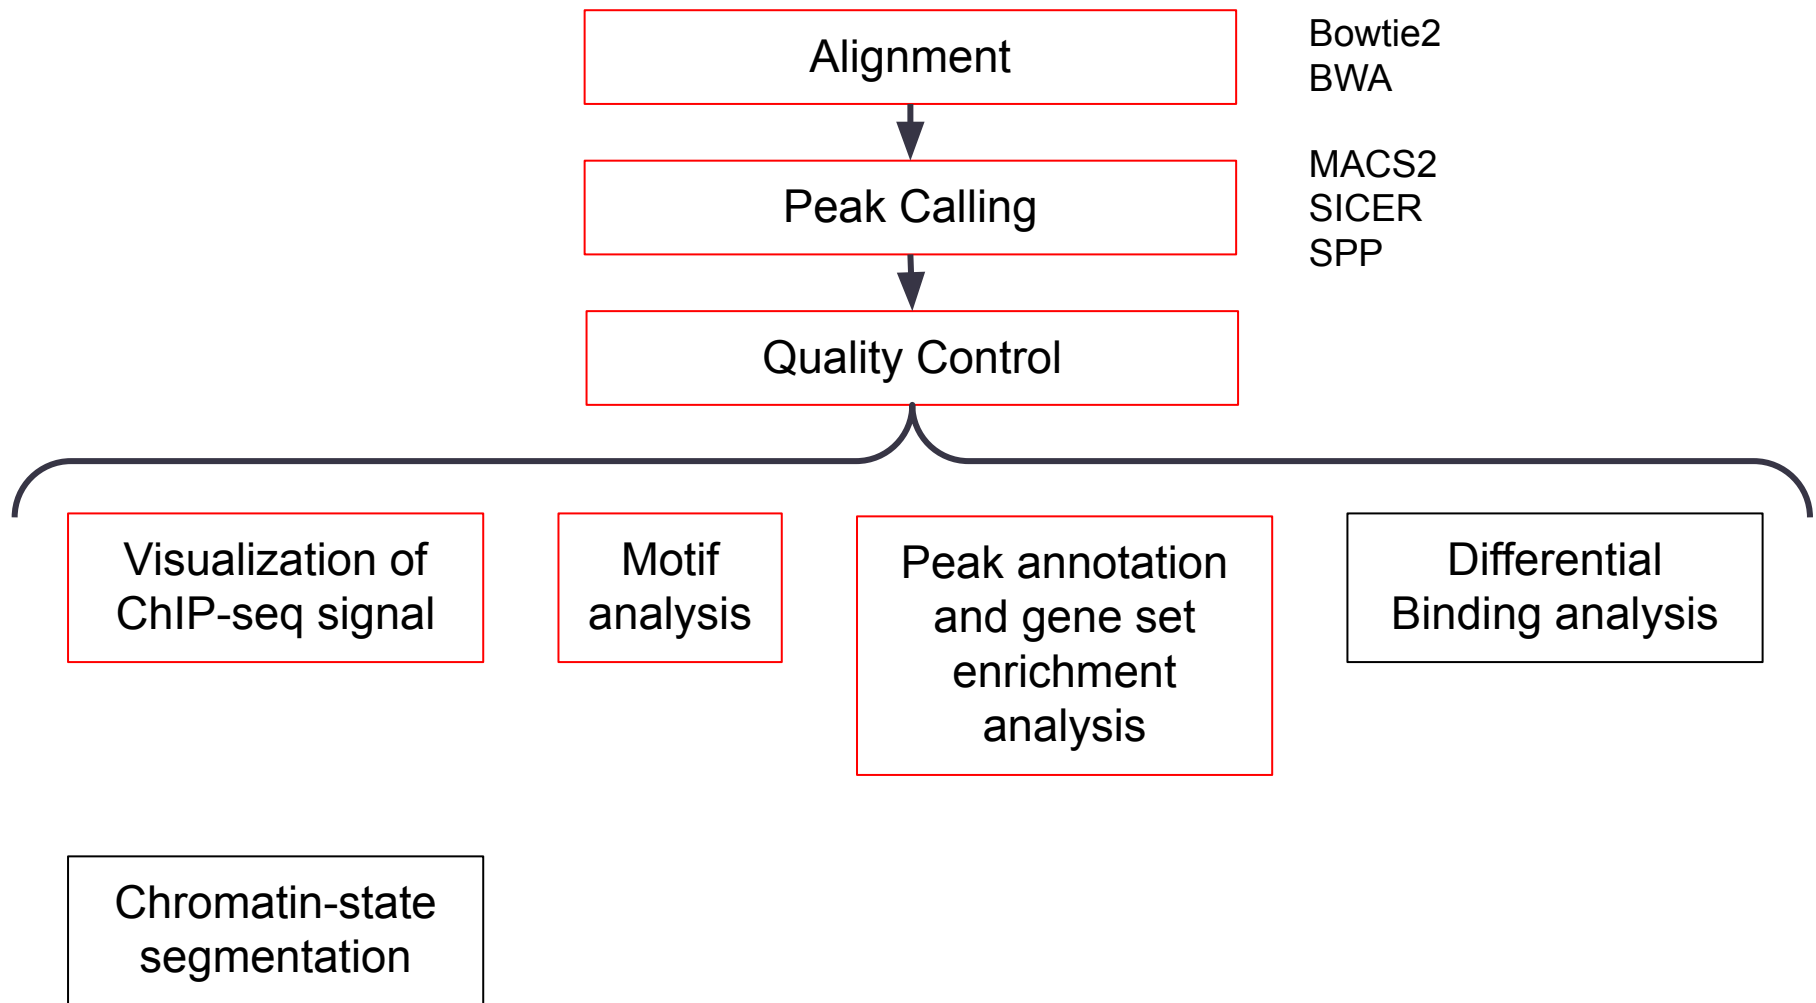 Alignment
Bowtie2
BWA
Peak Calling
MACS2
SICER
SPP
Quality Control
Visualization of
ChIP-seq signal
Motif
analysis
Peak annotation
and gene set
enrichment
analysis
Differential
Binding analysis
Chromatin-state
segmentation